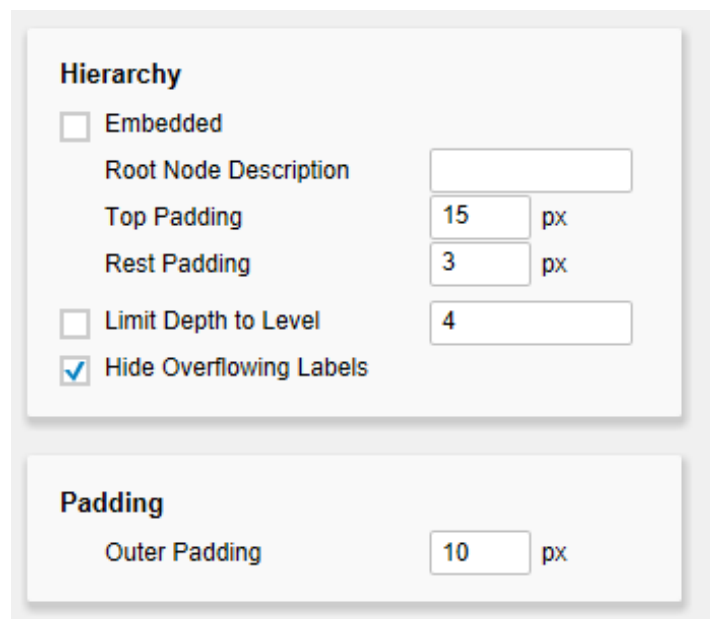 Hierarchy
Embedded
Root Node Description
Top Padding 15 px
Rest Padding 3 px
Limit Depth to Level 4
Hide Overflowing Labels
Padding
Outer Padding 10 px